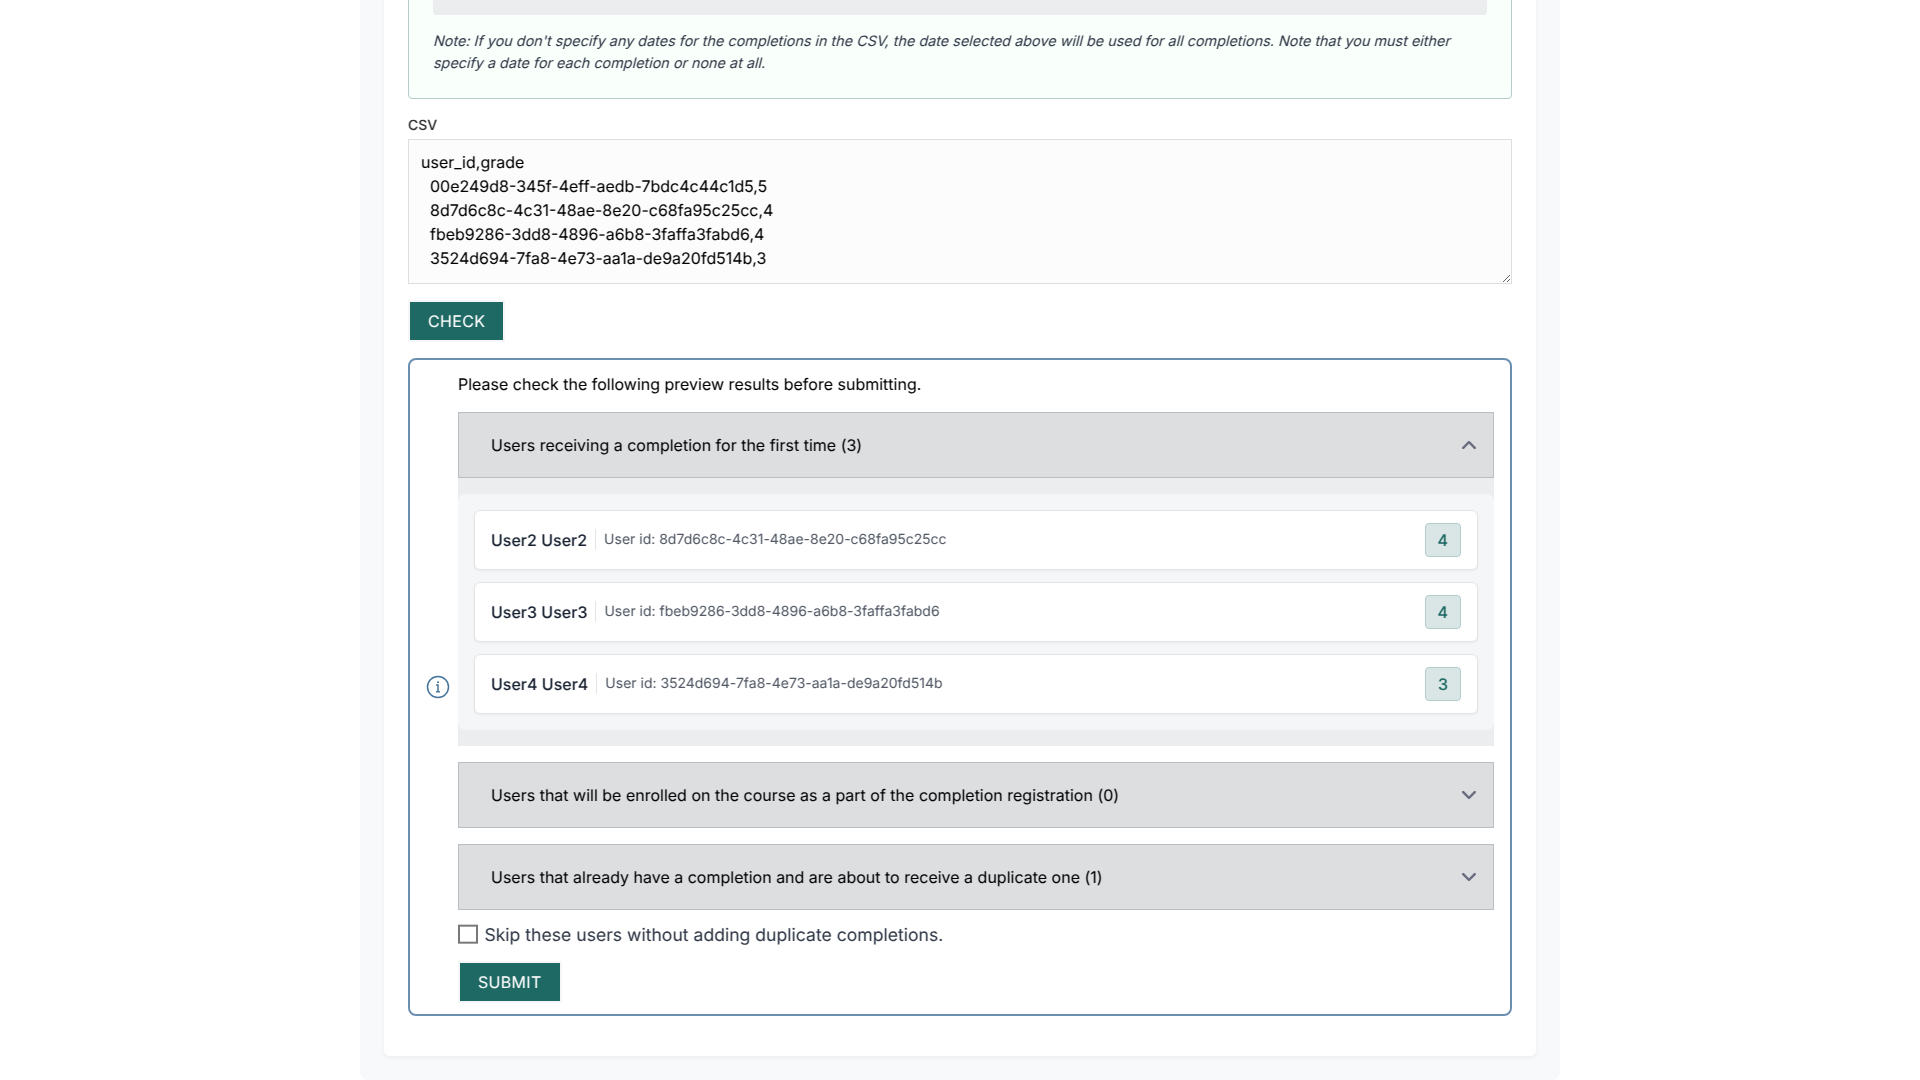 Note: If you don't specify any dates for the completions in the CSV, the date selected above will be used for all completions. Note that you must either
specify a date for each completion or none at all.
CSV
user_id,grade
00e249d8-345f-4eff-aedb-7bdc4c44c1d5,5
8d7d6c8c-4c31-48ae-8e20-c68fa95c25cc,4
fbeb9286-3dd8-4896-a6b8-3faffa3fabd6,4
3524d694-7fa8-4e73-aa1a-de9a20fd514b,3
CHECK
Please check the following preview results before submitting.
Users receiving a completion for the first time (3)
User2 User2 User id: 8d7d6c8c-4c31-48ae-8e20-c68fa95c25cc 4
User3 User3 User id: fbeb9286-3dd8-4896-a6b8-3faffa3fabd6 4
User4 User4 User id: 3524d694-7fa8-4e73-aa1a-de9a20fd514b 3
Users that will be enrolled on the course as a part of the completion registration (0)
Users that already have a completion and are about to receive a duplicate one (1)
Skip these users without adding duplicate completions.
SUBMIT